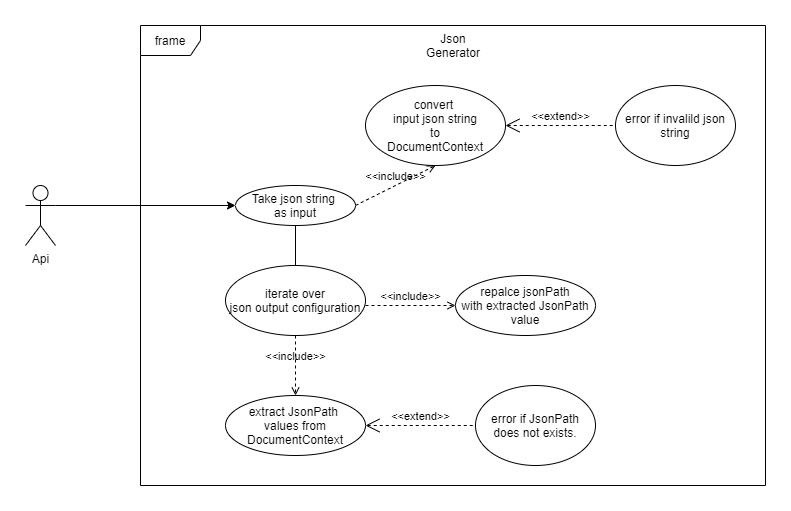 frame
Json
Generator
convert
input json string
to
DocumentContext
<<extend>>
error if invaliId json
string
<<include>>
Take json string
as input
Api
iterate over
json output configuration
<<include>>
repalce jsonPath
with extracted JsonPath
value
<<include>>
extract JsonPath
values from
DocumentContext
<<extend>>
error if JsonPath
does not exists.